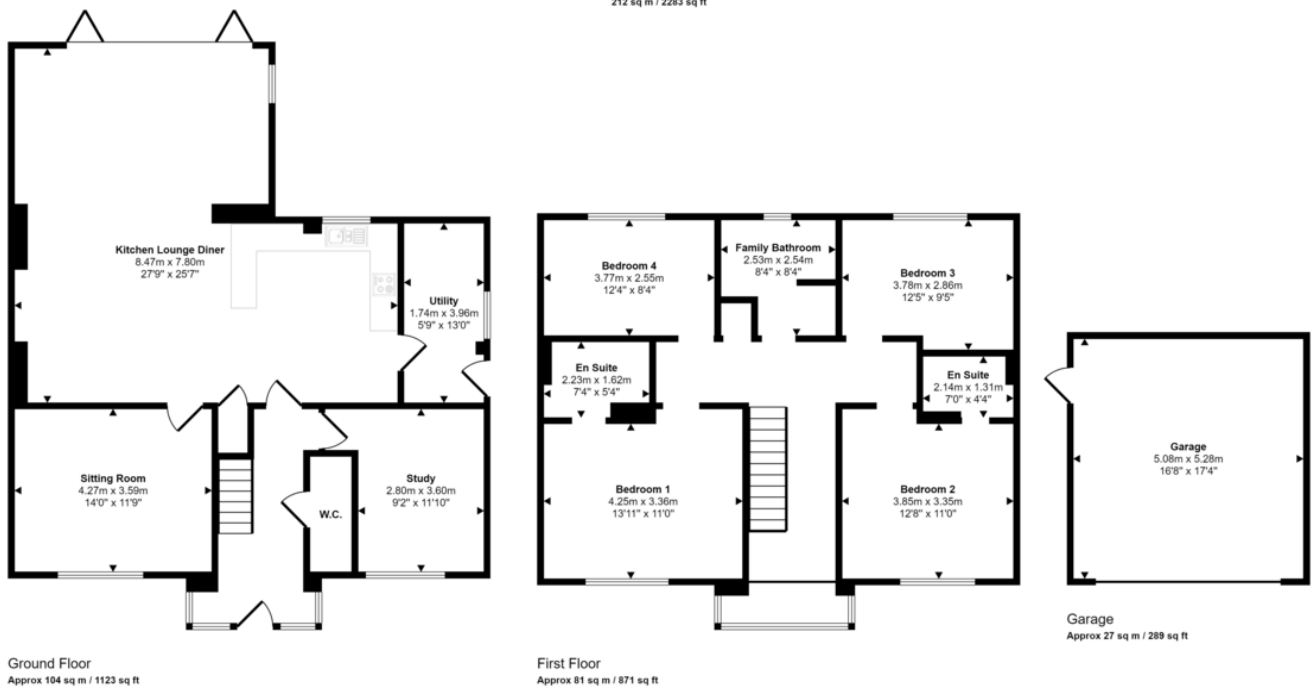 212 sq m / 2283 sq ft
Kitchen Lounge Diner
8.47m x 7.80m
27'9" x 25'7"
Utility
1.74m x 3.96m
5'9" x 13'0"
Sitting Room
4.27m x 3.59m
14'0" x 11'9"
W.C.
Study
2.80m x 3.60m
9'2" x 11'10"
Ground Floor
Approx 104 sq m / 1123 sq ft
Bedroom 4
3.77m x 2.55m
12'4" x 8'4"
Family Bathroom
2.53m x 2.54m
8'4" x 8'4"
Bedroom 3
3.78m x 2.86m
12'5" x 9'5"
En Suite
2.23m x 1.62m
7'4" x 5'4"
En Suite
2.14m x 1.31m
7'0" x 4'4"
Bedroom 1
4.25m x 3.36m
13'11" x 11'0"
Bedroom 2
3.85m x 3.35m
12'8" x 11'0"
First Floor
Approx 81 sq m / 871 sq ft
Garage
5.08m x 5.28m
16'8" x 17'4"
Garage
Approx 27 sq m / 289 sq ft